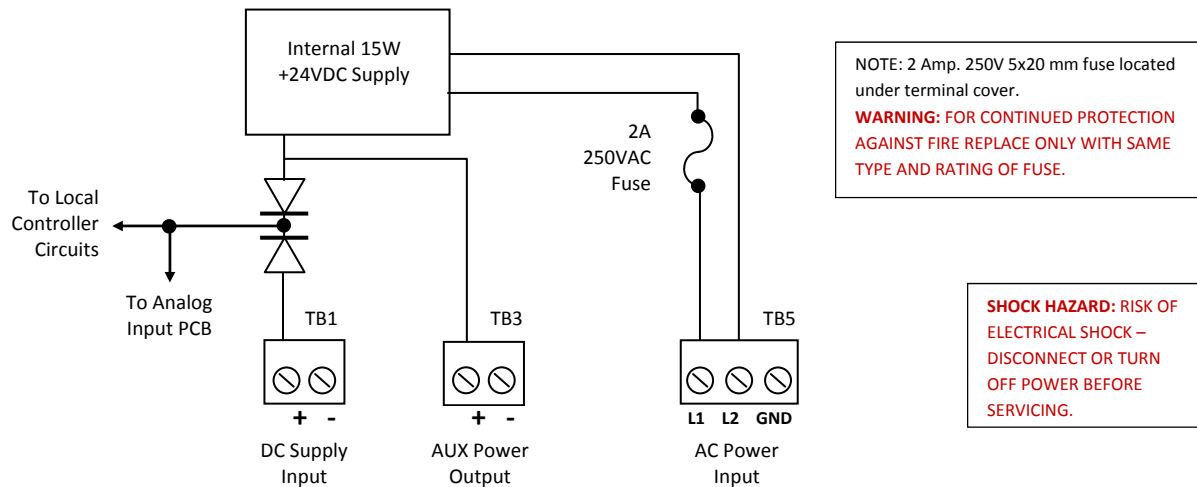 Internal 15W
+24VDC Supply
2A
250VAC
Fuse
NOTE: 2 Amp. 250V 5x20 mm fuse located
under terminal cover.
WARNING: FOR CONTINUED PROTECTION
AGAINST FIRE REPLACE ONLY WITH SAME
TYPE AND RATING OF FUSE.
To Local
Controller
Circuits
To Analog
Input PCB
TB1
TB3
TB5
SHOCK HAZARD: RISK OF
ELECTRICAL SHOCK –
DISCONNECT OR TURN
OFF POWER BEFORE
SERVICING.
+ -
+ -
L1 L2 GND
DC Supply
Input
AUX Power
Output
AC Power
Input